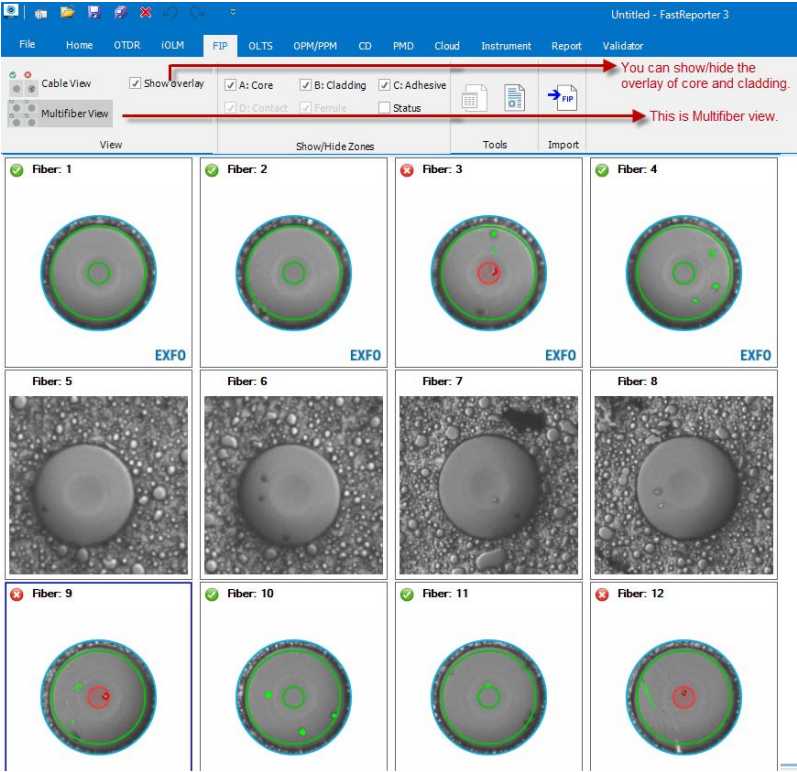 Untitled - FastReporter 3
File Home OTDR iOLM FIP OLTS OPM/PPM CD PMD Cloud Instrument Report Validator
You can show/hide the
overlay of core and cladding.
Cable View Show overlay A: Core B: Cladding C: Adhesive
Multifiber View D: Contact Ferrule Status FIP
This is Multifiber view.
View Show/Hide Zones Tools Import
Fiber: 1 Fiber: 2 Fiber: 3 Fiber: 4
EXFO EXFO EXFO EXFO
Fiber: 5 Fiber: 6 Fiber: 7 Fiber: 8
Fiber: 9 Fiber: 10 Fiber: 11 Fiber: 12